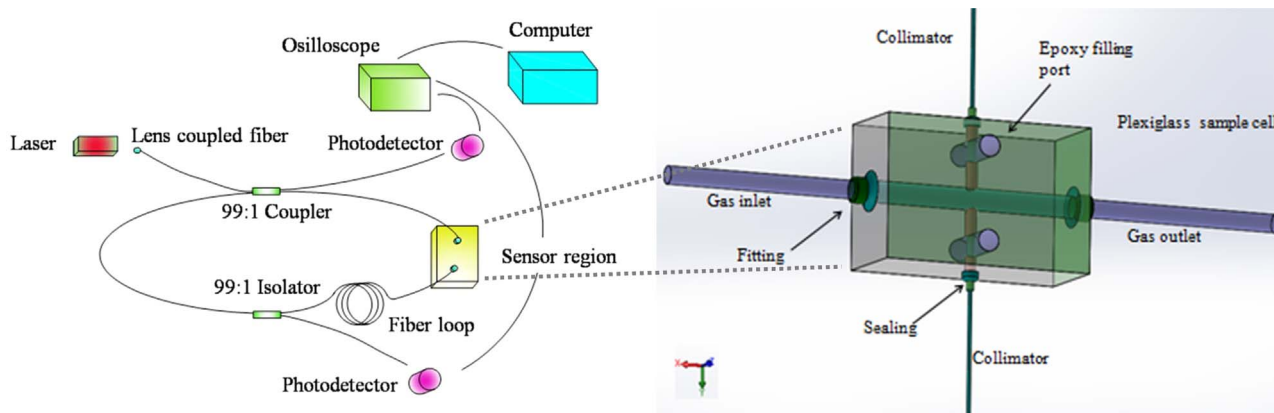 Osilloscope
Computer
Laser
Lens coupled fiber
Photodetector
99:1 Coupler
Sensor region
99:1 Isolator
Fiber loop
Photodetector
Collimator
Epoxy filling
port
Plexiglass sample cell
Gas inlet
Fitting
Gas outlet
Sealing
Collimator
X
Z
Y